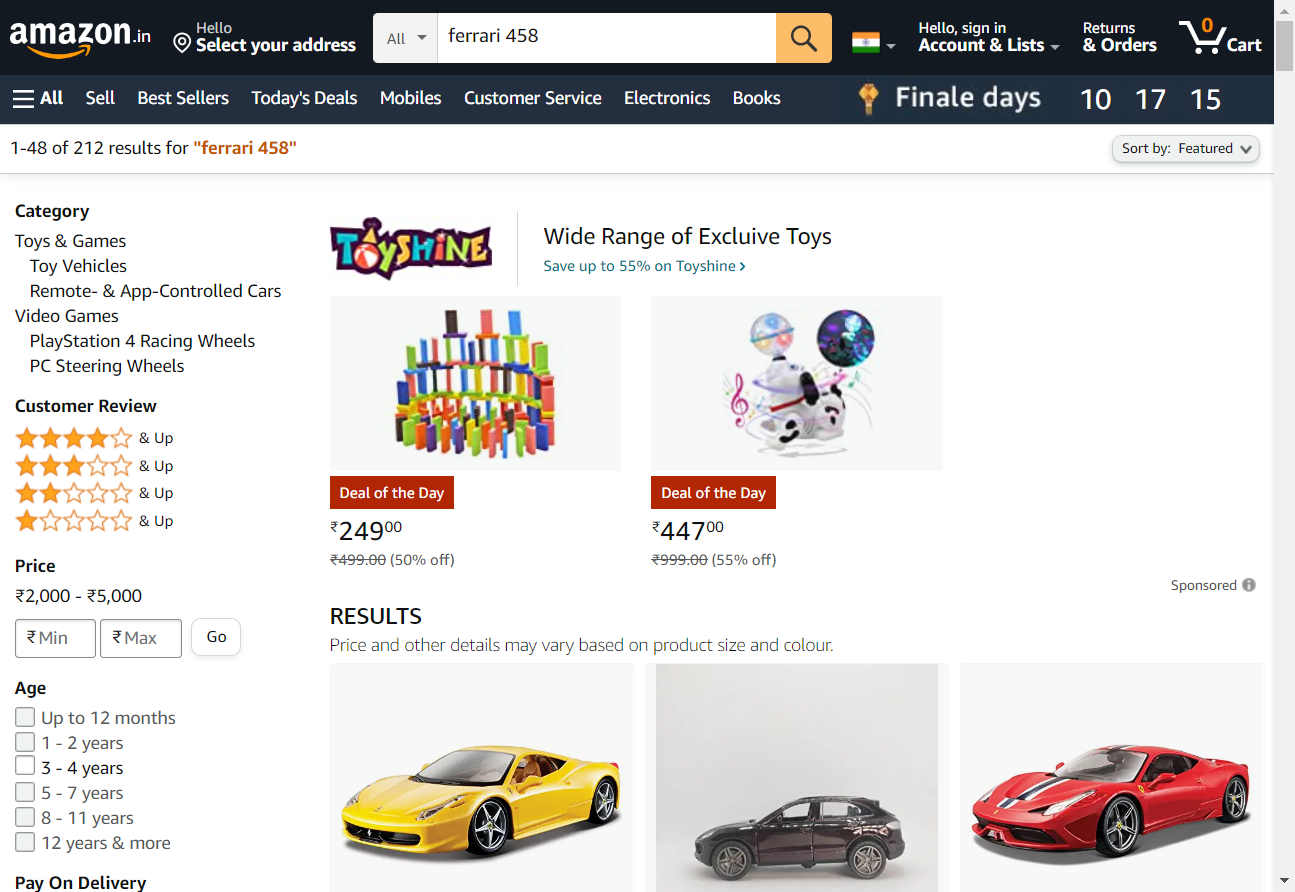 amazon.in
Hello
Select your address
All
ferrari 458
Hello, sign in
Account & Lists
Returns
& Orders
0
Cart
All
Sell
Best Sellers
Today's Deals
Mobiles
Customer Service
Electronics
Books
Finale days
10 17 15
1-48 of 212 results for "ferrari 458"
Sort by: Featured
Category
Toys & Games
Toy Vehicles
Remote- & App-Controlled Cars
Video Games
PlayStation 4 Racing Wheels
PC Steering Wheels
Customer Review
& Up
& Up
& Up
& Up
Price
₹2,000 - ₹5,000
₹ Min
₹ Max
Go
Age
Up to 12 months
1 - 2 years
3 - 4 years
5 - 7 years
8 - 11 years
12 years & more
Pay On Delivery
TOYSHINE
Wide Range of Excluive Toys
Save up to 55% on Toyshine ›
Deal of the Day
₹249.00
₹499.00 (50% off)
Deal of the Day
₹447.00
₹999.00 (55% off)
Sponsored
RESULTS
Price and other details may vary based on product size and colour.